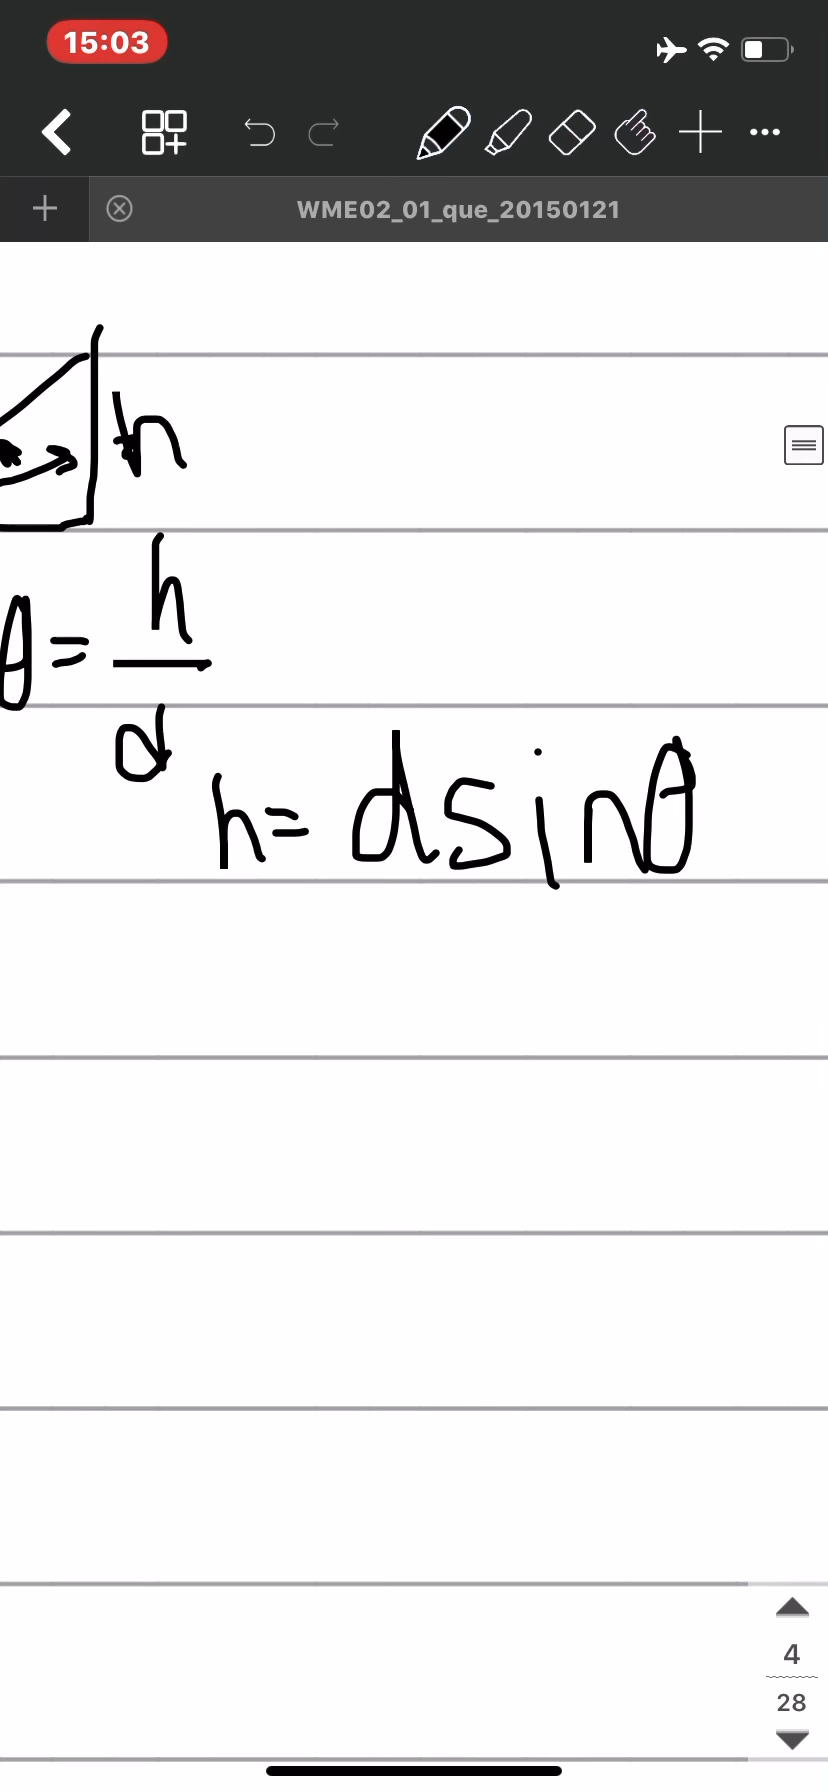 15:03
WME02_01_que_20150121
h
θ = h
d
h = dsinθ
4
28